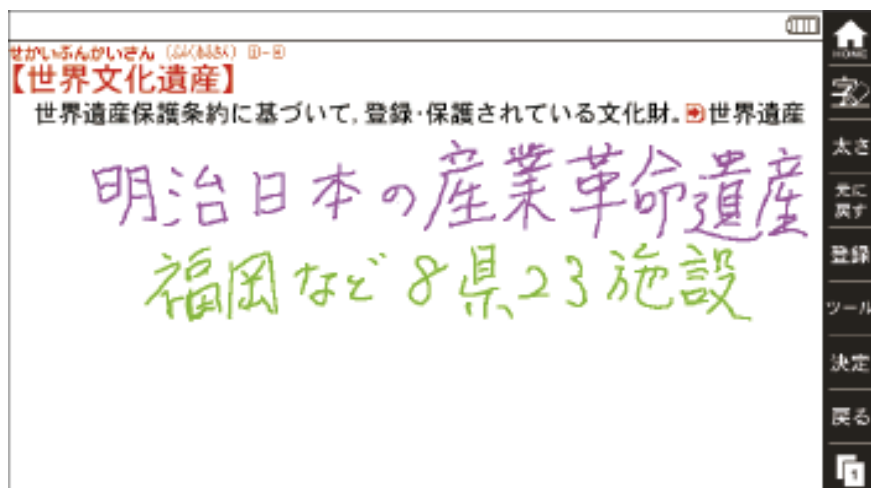 せかいぶんかいさん
【世界文化遺産】
世界遺産保護条約に基づいて,登録·保護されている文化財。世界遺産
明治日本の産業革命遺産
福岡など8県23施設
HOME
字
太さ
元に
戻す
登録
ツール
決定
戻る
1